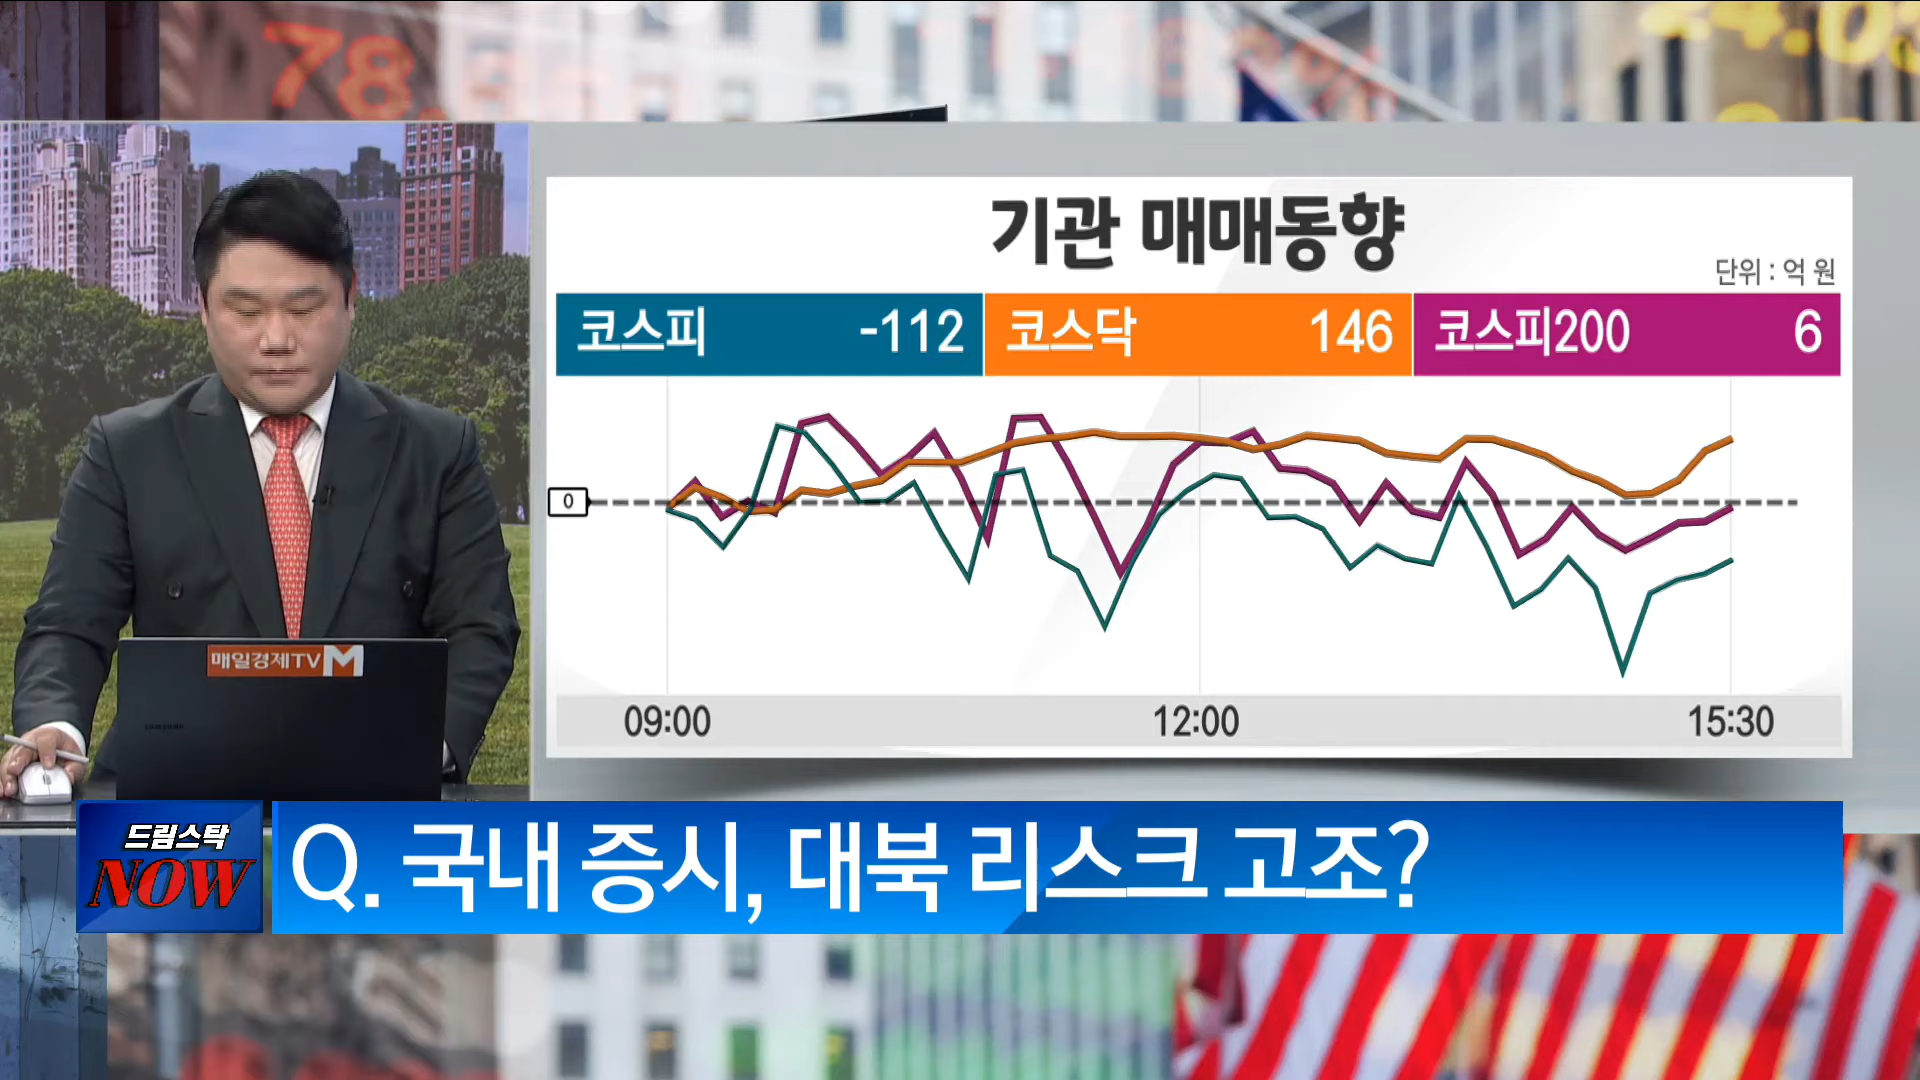 기관 매매동향
단위 : 억 원
코스피 -112 코스닥 146 코스피200 6
0
09:00 12:00 15:30
매일경제TV M
SAMSUNG
드림스탁
NOW
Q. 국내 증시, 대북 리스크 고조?